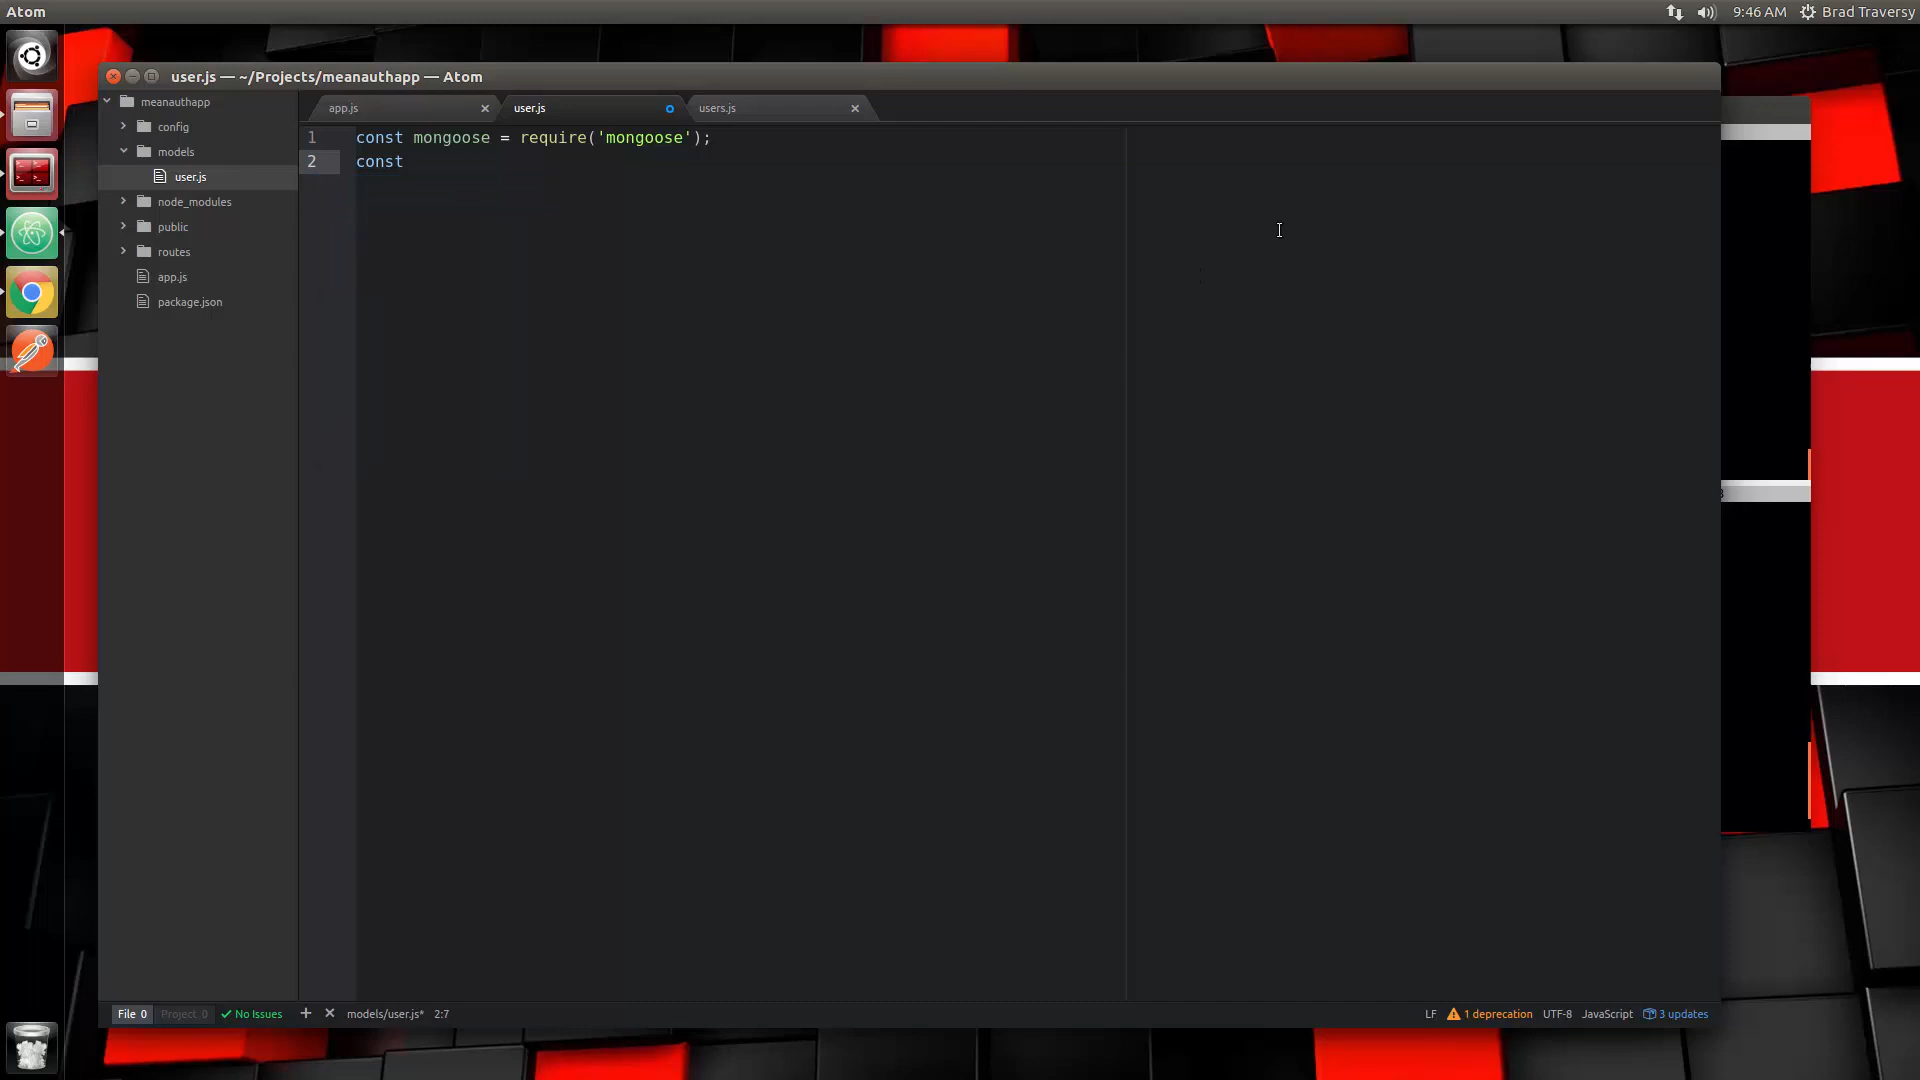 Atom
9:46 AM
Brad Traversy
user.js — ~/Projects/meanauthapp — Atom
meanauthapp
config
models
user.js
node_modules
public
routes
app.js
package.json
app.js
user.js
users.js
1 const mongoose = require('mongoose');
2 const
File 0
Project 0
No Issues
models/user.js* 2:7
LF
1 deprecation
UTF-8
JavaScript
3 updates